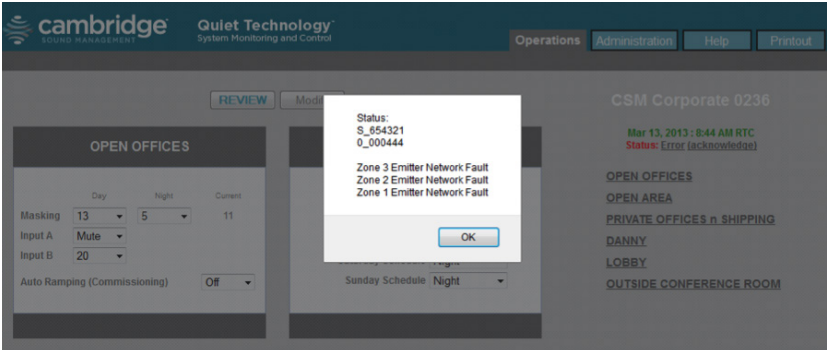 cambridge
SOUND MANAGEMENT
Quiet Technology
System Monitoring and Control
Operations
Administration
Help
Printout
REVIEW
CSM Corporate 0236
Mar 13, 2013 : 8:44 AM RTC
Status: Error (acknowledge)
Status:
S_654321
0_000444
Zone 3 Emitter Network Fault
Zone 2 Emitter Network Fault
Zone 1 Emitter Network Fault
OK
OPEN OFFICES
Day Night Current
Masking 13 5 11
Input A Mute
Input B 20
Auto Ramping (Commissioning) Off
Sunday Schedule Night
OPEN OFFICES
OPEN AREA
PRIVATE OFFICES n SHIPPING
DANNY
LOBBY
OUTSIDE CONFERENCE ROOM